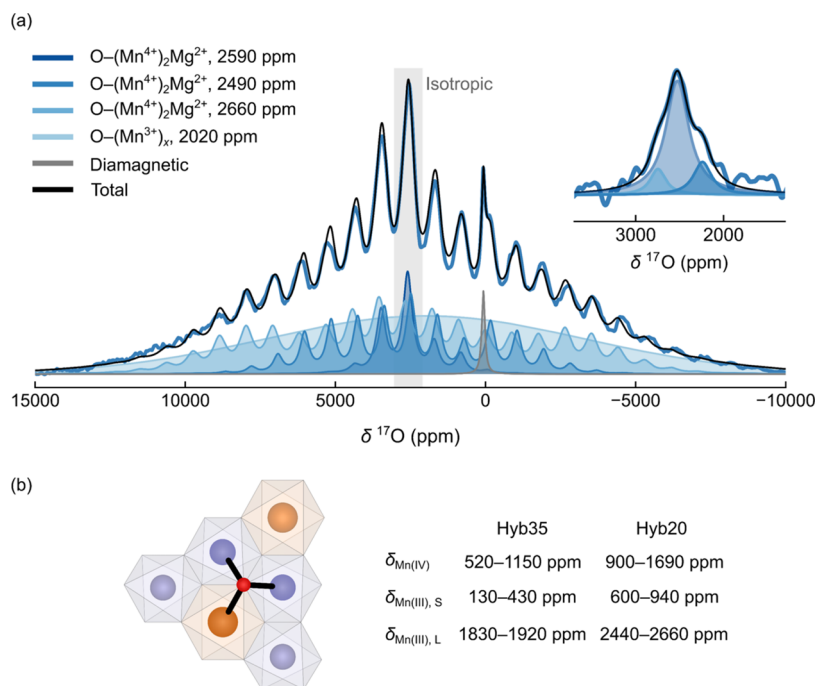 (a)
O–(Mn⁴⁺)₂Mg²⁺, 2590 ppm
O–(Mn⁴⁺)₂Mg²⁺, 2490 ppm
O–(Mn⁴⁺)₂Mg²⁺, 2660 ppm
O–(Mn³⁺)ₓ, 2020 ppm
Diamagnetic
Total
Isotropic
3000 2000
δ ¹⁷O (ppm)
15000 10000 5000 0 −5000 −10000
δ ¹⁷O (ppm)
(b)
Hyb35 Hyb20
δMn(IV) 520–1150 ppm 900–1690 ppm
δMn(III), S 130–430 ppm 600–940 ppm
δMn(III), L 1830–1920 ppm 2440–2660 ppm